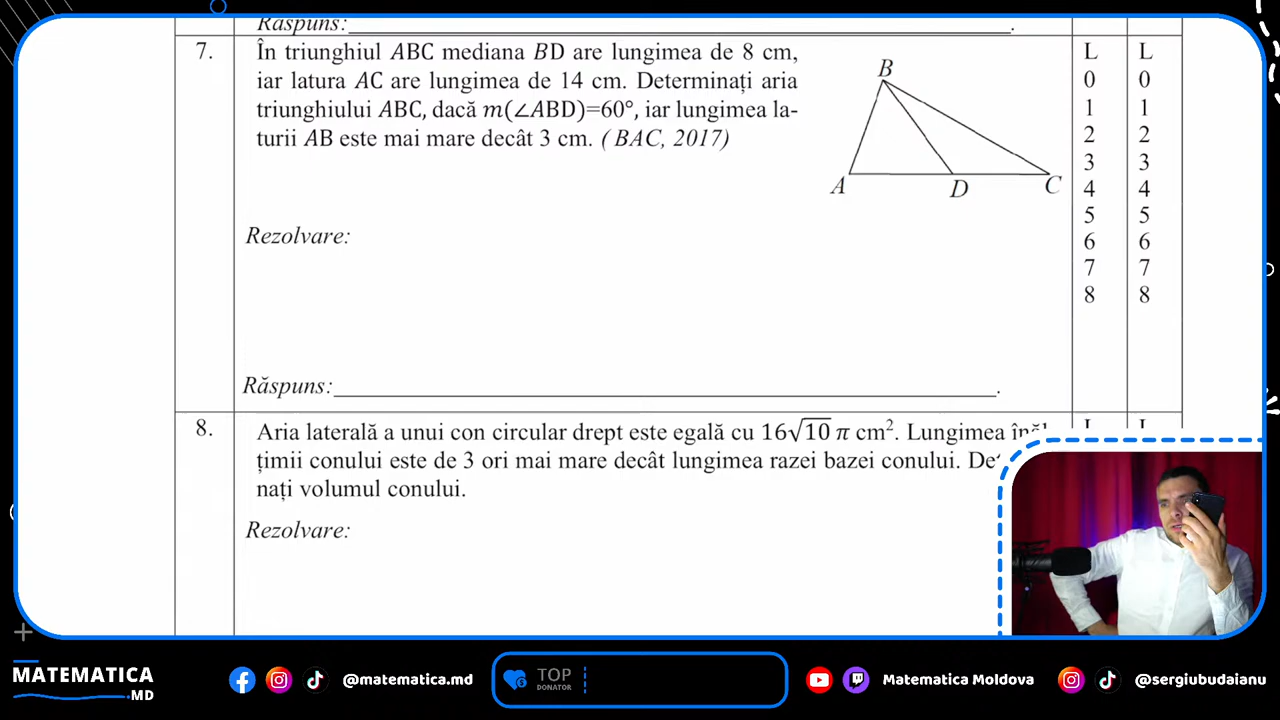 Răspuns: .
7.
În triunghiul ABC mediana BD are lungimea de 8 cm,
iar latura AC are lungimea de 14 cm. Determinați aria
triunghiului ABC, dacă m(∠ABD)=60°, iar lungimea la-
turii AB este mai mare decât 3 cm. ( BAC, 2017)
B
A
D
C
L
0
1
2
3
4
5
6
7
8
L
0
1
2
3
4
5
6
7
8
Rezolvare:
Răspuns: .
8.
Aria laterală a unui con circular drept este egală cu 16√10 π cm². Lungimea
țimii conului este de 3 ori mai mare decât lungimea razei bazei conului.
nați volumul conului.
Rezolvare:
MATEMATICA
.MD
@matematica.md
TOP
DONATOR
Matematica Moldova
@sergiubudaianu